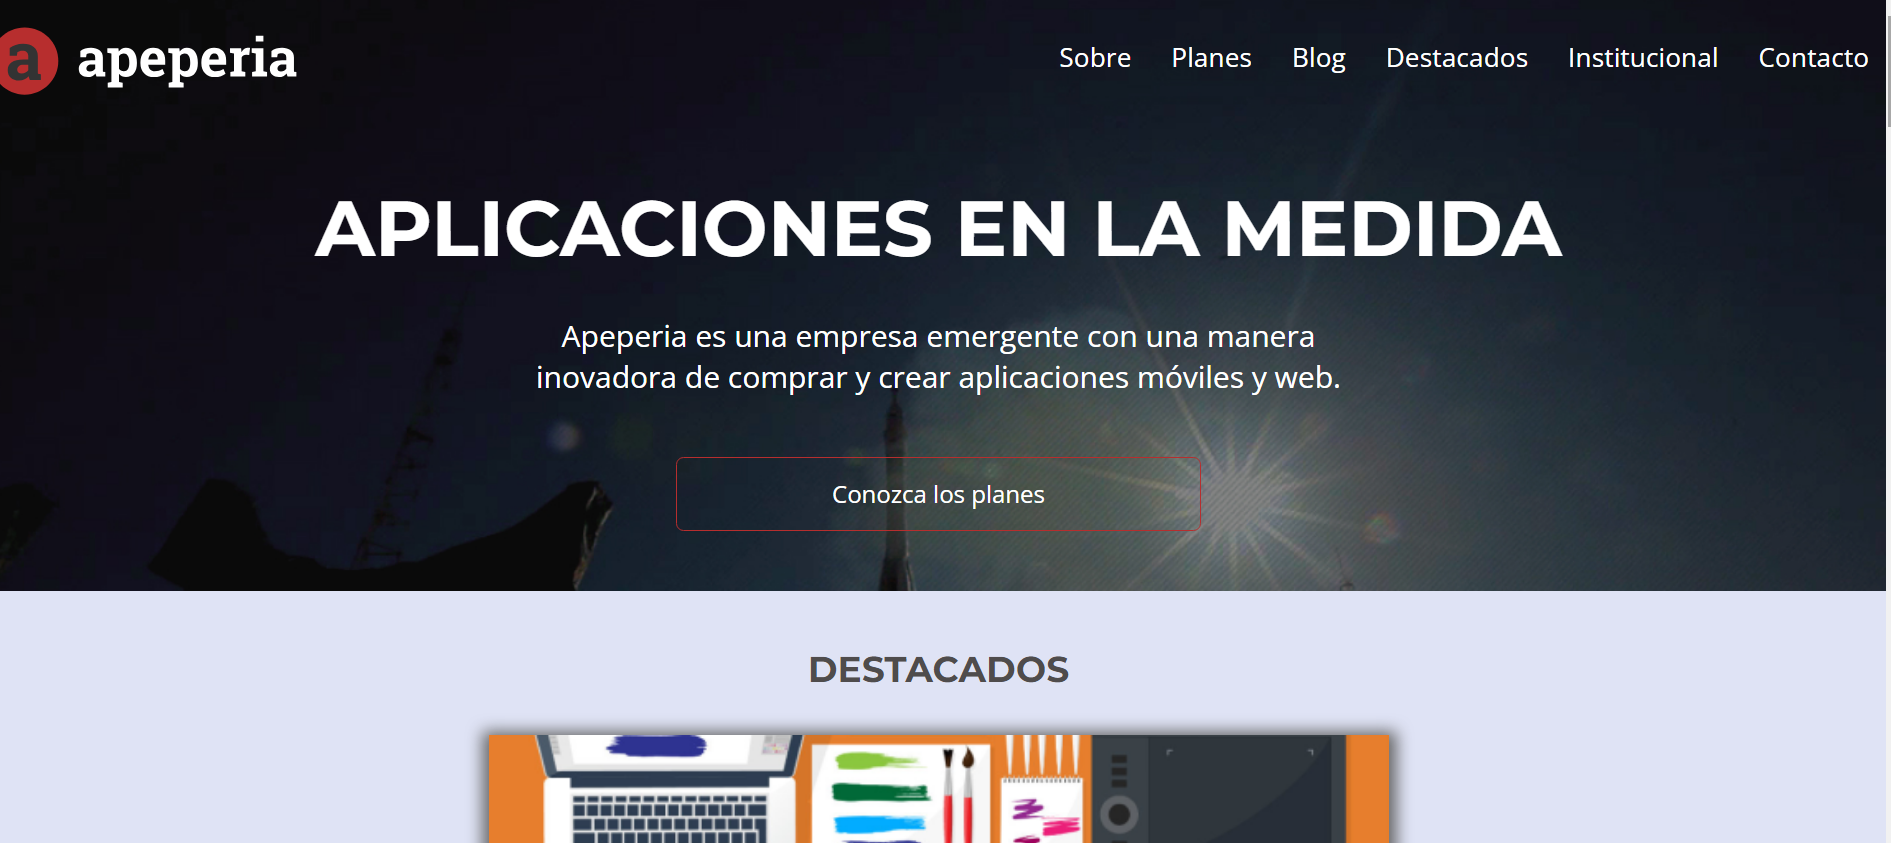 a apeperia
Sobre Planes Blog Destacados Institucional Contacto
APLICACIONES EN LA MEDIDA
Apeperia es una empresa emergente con una manera
inovadora de comprar y crear aplicaciones móviles y web.
Conozca los planes
DESTACADOS